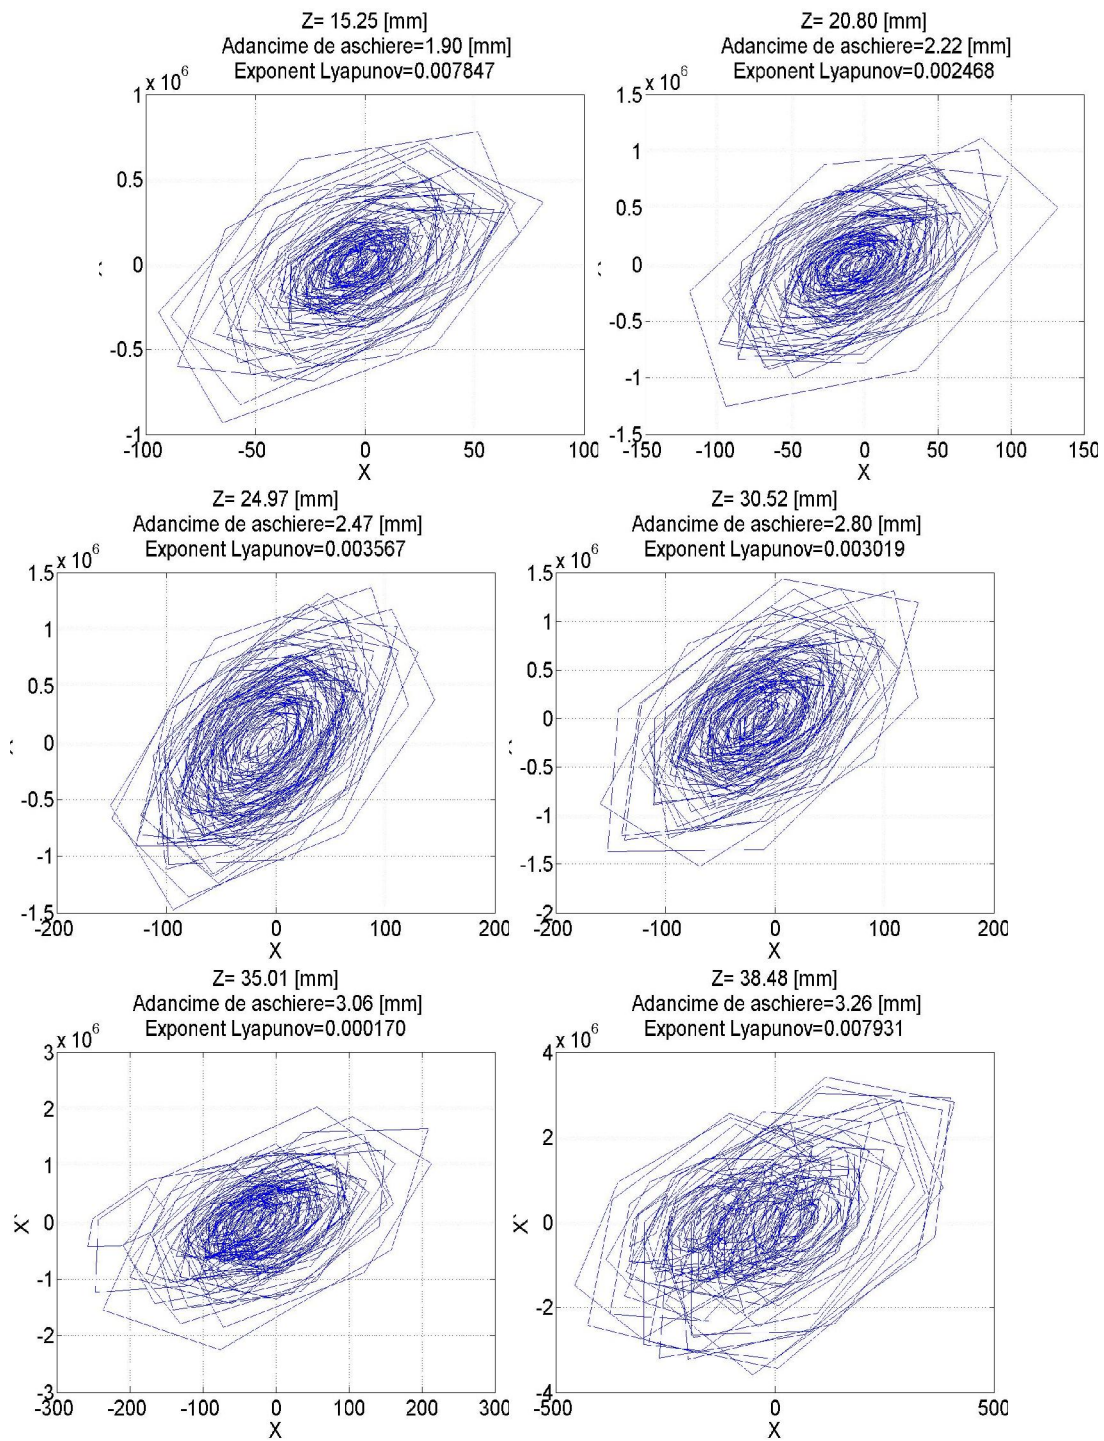 Z= 15.25 [mm]
Adancime de aschiere=1.90 [mm]
Exponent Lyapunov=0.007847
x 10^6
1
0.5
0
-0.5
-1
-100 -50 0 50 100
X
Z= 20.80 [mm]
Adancime de aschiere=2.22 [mm]
Exponent Lyapunov=0.002468
x 10^6
1.5
1
0.5
0
-0.5
-1
-1.5
-150 -100 -50 0 50 100 150
X
Z= 24.97 [mm]
Adancime de aschiere=2.47 [mm]
Exponent Lyapunov=0.003567
x 10^6
1.5
1
0.5
0
-0.5
-1
-1.5
-200 -100 0 100 200
X
Z= 30.52 [mm]
Adancime de aschiere=2.80 [mm]
Exponent Lyapunov=0.003019
x 10^6
1.5
1
0.5
0
-0.5
-1
-1.5
-2
-200 -100 0 100 200
X
Z= 35.01 [mm]
Adancime de aschiere=3.06 [mm]
Exponent Lyapunov=0.000170
x 10^6
3
2
1
0
-1
-2
-3
X`
-300 -200 -100 0 100 200 300
X
Z= 38.48 [mm]
Adancime de aschiere=3.26 [mm]
Exponent Lyapunov=0.007931
x 10^6
4
2
0
-2
-4
X`
-500 0 500
X